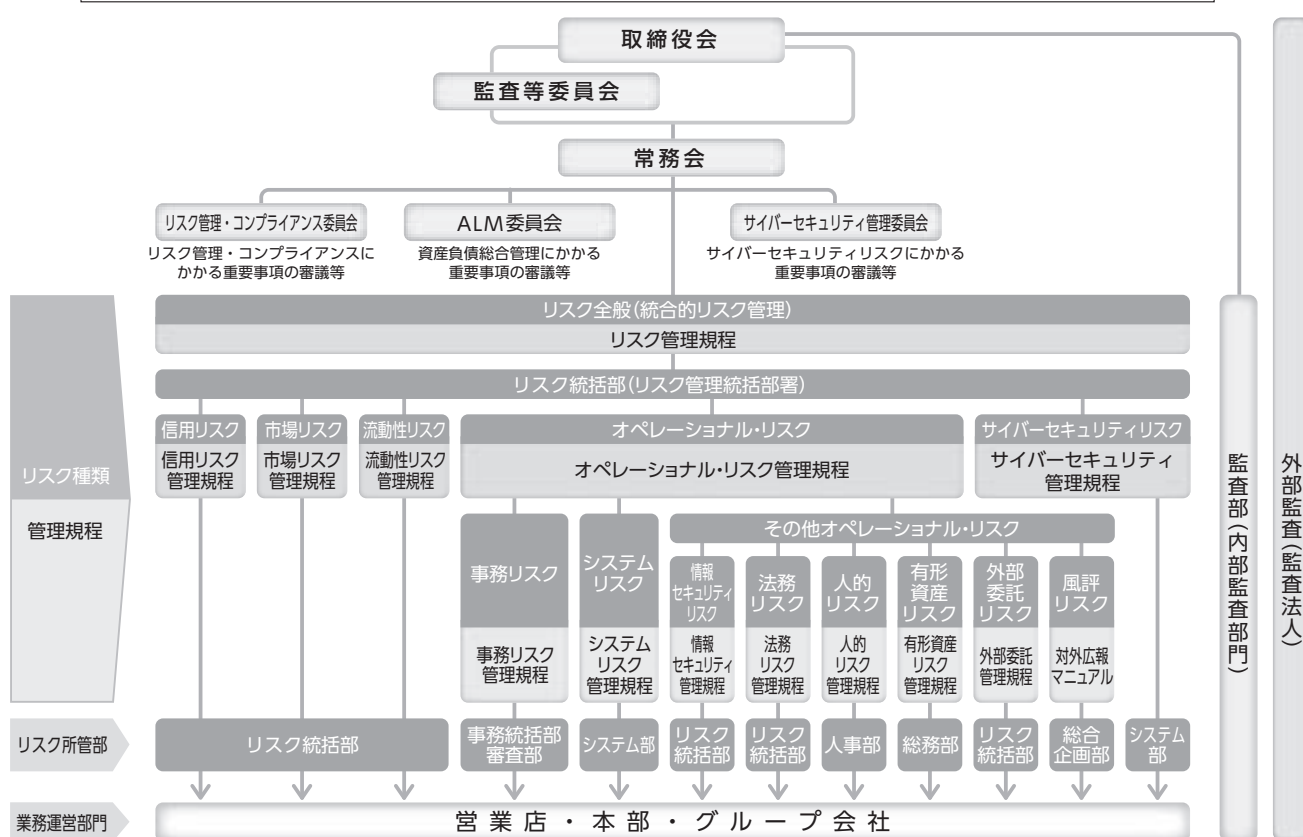 取締役会
監査等委員会
常務会
リスク管理・コンプライアンス委員会
リスク管理・コンプライアンスに
かかる重要事項の審議等
ALM委員会
資産負債総合管理にかかる
重要事項の審議等
サイバーセキュリティ管理委員会
サイバーセキュリティリスクにかかる
重要事項の審議等
リスク全般(統合的リスク管理)
リスク管理規程
リスク統括部(リスク管理統括部署)
リスク種類
管理規程
信用リスク
信用リスク
管理規程
市場リスク
市場リスク
管理規程
流動性リスク
流動性リスク
管理規程
オペレーショナル・リスク
オペレーショナル・リスク管理規程
サイバーセキュリティリスク
サイバーセキュリティ
管理規程
その他オペレーショナル・リスク
事務リスク
事務リスク
管理規程
システム
リスク
システム
リスク
管理規程
情報
セキュリティ
リスク
情報
セキュリティ
管理規程
法務
リスク
法務
リスク
管理規程
人的
リスク
人的
リスク
管理規程
有形
資産
リスク
有形資産
リスク
管理規程
外部
委託
リスク
外部委託
管理規程
風評
リスク
対外広報
マニュアル
リスク所管部
リスク統括部
事務統括部
審査部
システム部
リスク
統括部
リスク
統括部
人事部
総務部
リスク
統括部
総合
企画部
システム
部
業務運営部門
営業店・本部・グループ会社
監査部(内部監査部門)
外部監査(監査法人)